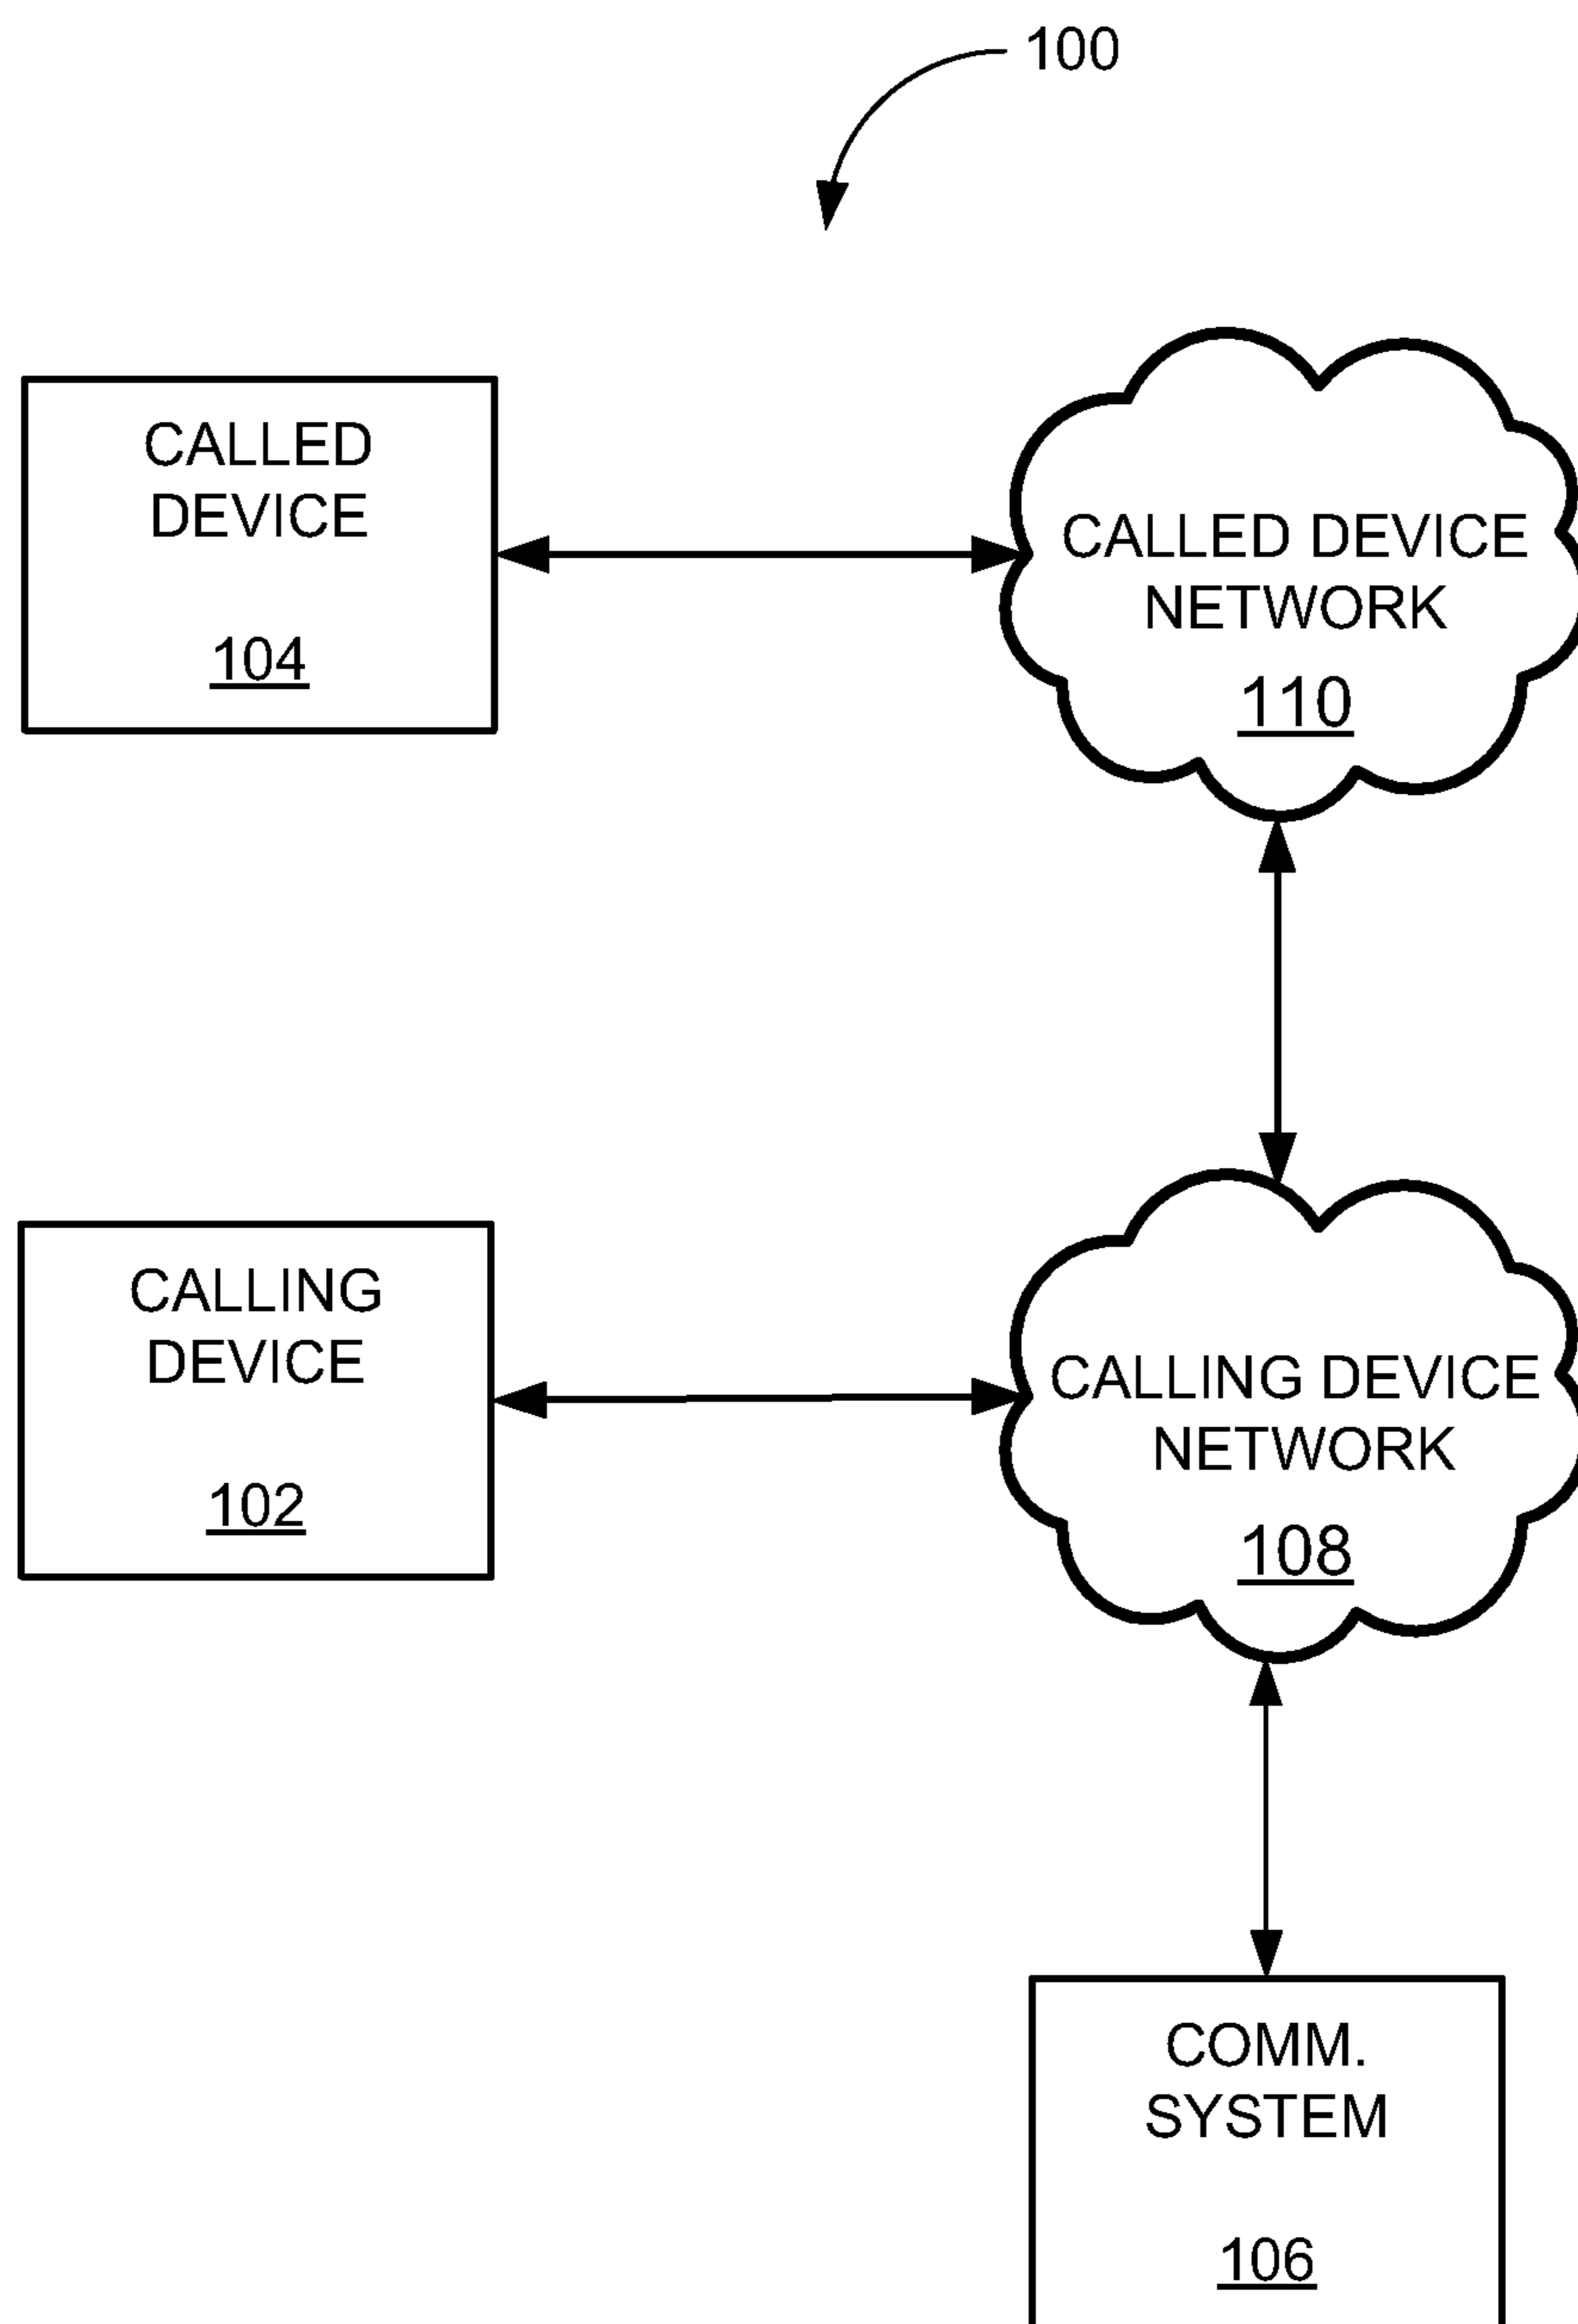 100
CALLED
DEVICE
104
CALLED DEVICE
NETWORK
110
CALLING
DEVICE
102
CALLING DEVICE
NETWORK
108
COMM.
SYSTEM
106